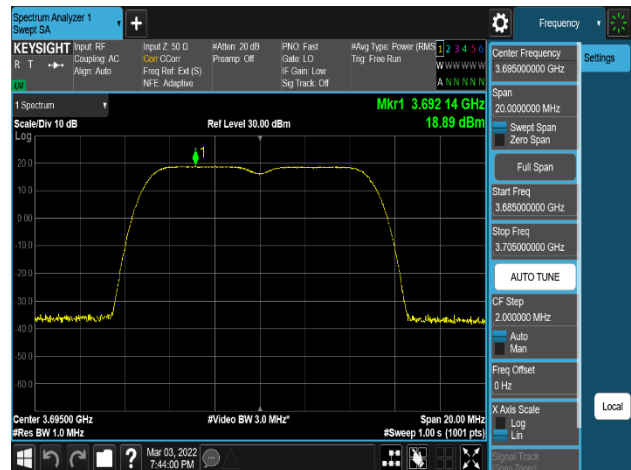 Spectrum Analyzer 1
Swept SA
+
Frequency
KEYSIGHT
R T
LXI
Input: RF
Coupling: AC
Align: Auto
Input Z: 50 Ω
Corr CCorr
Freq Ref: Ext (S)
NFE: Adaptive
#Atten: 20 dB
Preamp: Off
PNO: Fast
Gate: LO
IF Gain: Low
Sig Track: Off
#Avg Type: Power (RMS
Trig: Free Run
1 2 3 4 5 6
W W W W W W
A N N N N N
1 Spectrum
Scale/Div 10 dB
Log
Ref Level 30.00 dBm
Mkr1 3.692 14 GHz
18.89 dBm
1
20.0
10.0
0.00
-10.0
-20.0
-30.0
-40.0
-50.0
-60.0
Center 3.69500 GHz
#Res BW 1.0 MHz
#Video BW 3.0 MHz*
Span 20.00 MHz
#Sweep 1.00 s (1001 pts)
Center Frequency
3.695000000 GHz
Settings
Span
20.0000000 MHz
Swept Span
Zero Span
Full Span
Start Freq
3.685000000 GHz
Stop Freq
3.705000000 GHz
AUTO TUNE
CF Step
2.000000 MHz
Auto
Man
Freq Offset
0 Hz
X Axis Scale
Log
Lin
Local
Signal Track
(Span Zoom)
?
Mar 03, 2022
7:44:00 PM